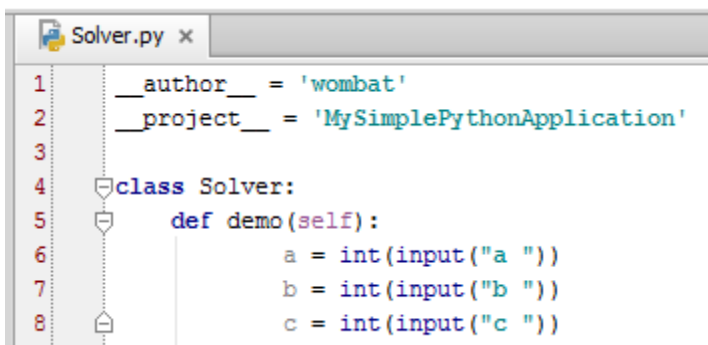 Solver.py ×
1 __author__ = 'wombat'
2 __project__ = 'MySimplePythonApplication'
3
4 class Solver:
5     def demo(self):
6             a = int(input("a "))
7             b = int(input("b "))
8             c = int(input("c "))